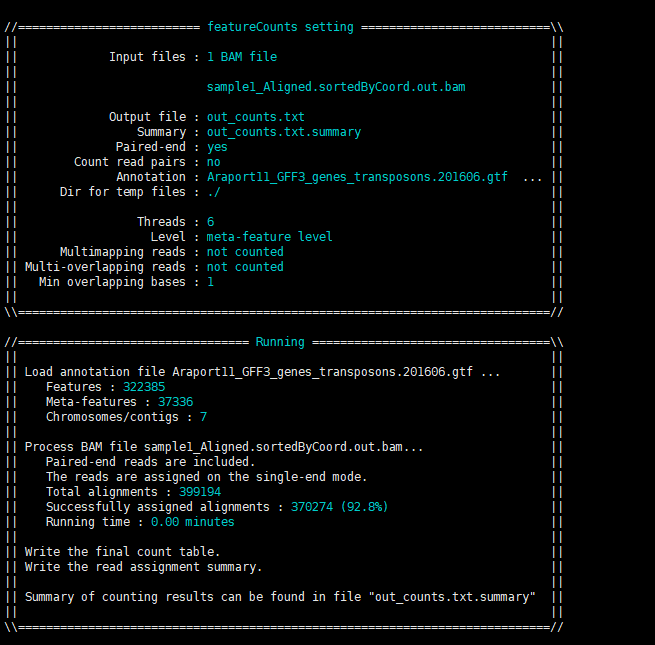 //========================== featureCounts setting ===========================\\
||                                                                            ||
||             Input files : 1 BAM file                                       ||
||                                                                            ||
||                           sample1_Aligned.sortedByCoord.out.bam            ||
||                                                                            ||
||             Output file : out_counts.txt                                   ||
||                 Summary : out_counts.txt.summary                           ||
||              Paired-end : yes                                              ||
||        Count read pairs : no                                               ||
||              Annotation : Araport11_GFF3_genes_transposons.201606.gtf  ... ||
||      Dir for temp files : ./                                               ||
||                                                                            ||
||                 Threads : 6                                                ||
||                   Level : meta-feature level                               ||
||      Multimapping reads : not counted                                      ||
|| Multi-overlapping reads : not counted                                      ||
||   Min overlapping bases : 1                                                ||
||                                                                            ||
\\============================================================================//
//================================= Running ==================================\\
||                                                                            ||
|| Load annotation file Araport11_GFF3_genes_transposons.201606.gtf ...       ||
||    Features : 322385                                                       ||
||    Meta-features : 37336                                                   ||
||    Chromosomes/contigs : 7                                                 ||
||                                                                            ||
|| Process BAM file sample1_Aligned.sortedByCoord.out.bam...                  ||
||    Paired-end reads are included.                                          ||
||    The reads are assigned on the single-end mode.                          ||
||    Total alignments : 399194                                               ||
||    Successfully assigned alignments : 370274 (92.8%)                       ||
||    Running time : 0.00 minutes                                             ||
||                                                                            ||
|| Write the final count table.                                               ||
|| Write the read assignment summary.                                         ||
||                                                                            ||
|| Summary of counting results can be found in file "out_counts.txt.summary"  ||
||                                                                            ||
\\============================================================================//